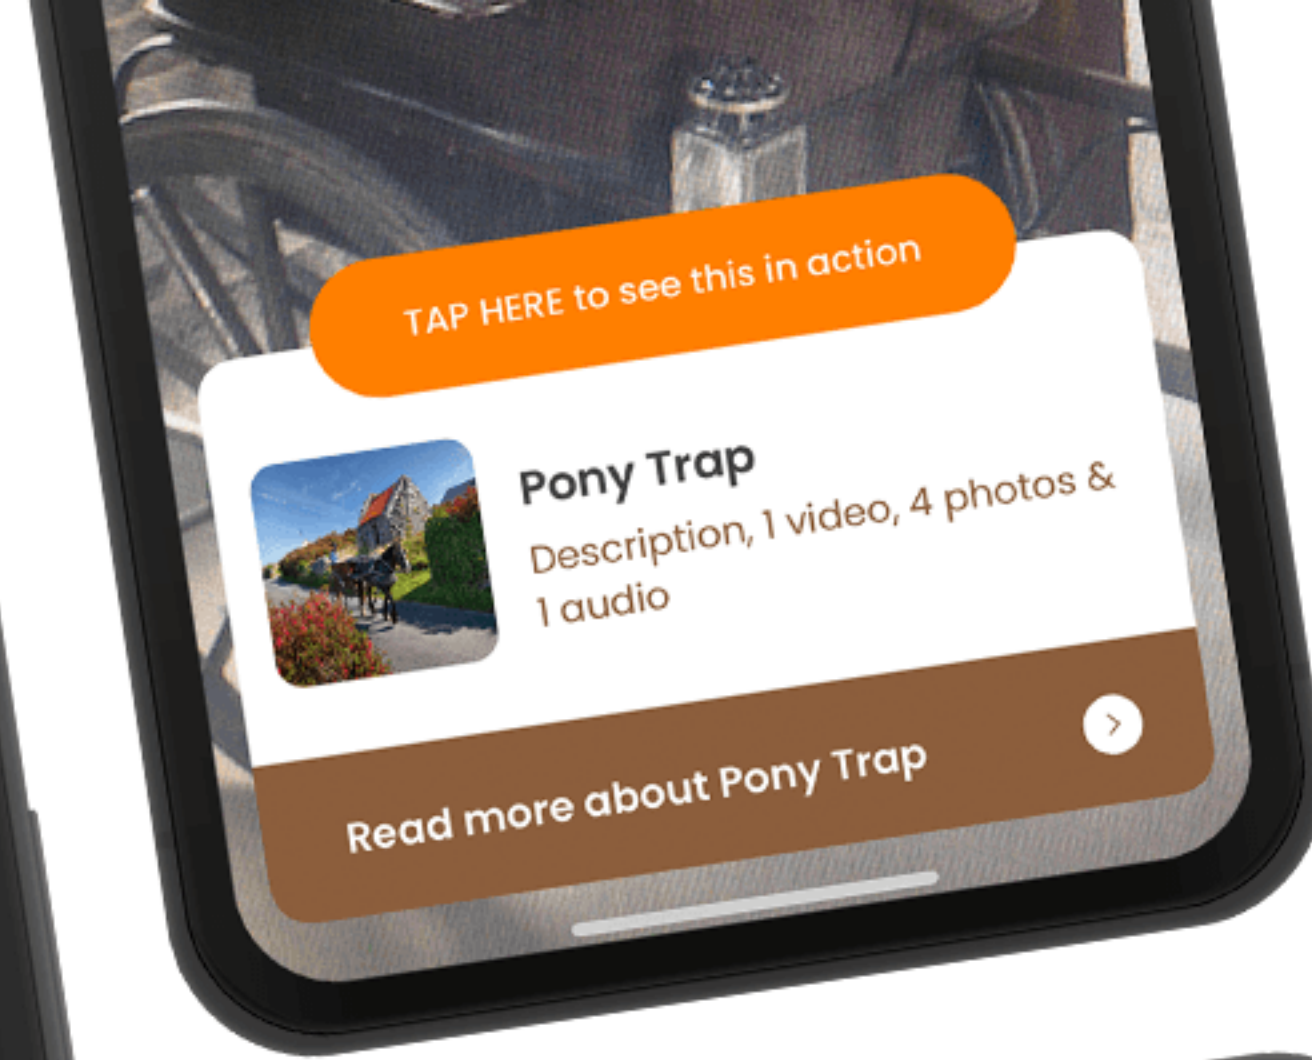 TAP HERE to see this in action
Pony Trap
Description, 1 video, 4 photos &
1 audio
Read more about Pony Trap